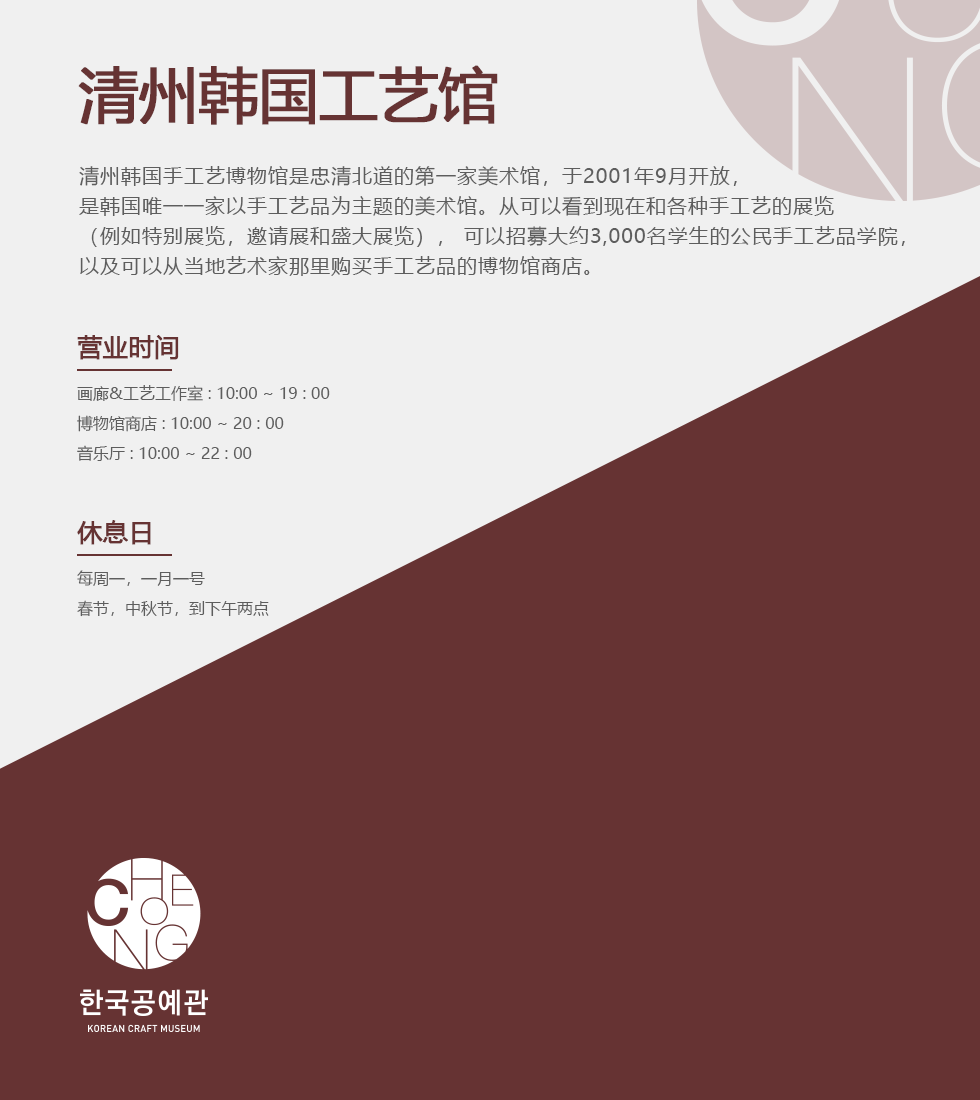 清州韩国工艺馆
清州韩国手工艺博物馆是忠清北道的第一家美术馆，于2001年9月开放，
是韩国唯一一家以手工艺品为主题的美术馆。从可以看到现在和各种手工艺的展览
（例如特别展览，邀请展和盛大展览）， 可以招募大约3,000名学生的公民手工艺品学院，
以及可以从当地艺术家那里购买手工艺品的博物馆商店。
营业时间
画廊&工艺工作室 : 10:00 ~ 19 : 00
博物馆商店 : 10:00 ~ 20 : 00
音乐厅 : 10:00 ~ 22 : 00
休息日
每周一，一月一号
春节，中秋节，到下午两点
CHEONG
한국공예관
KOREAN CRAFT MUSEUM